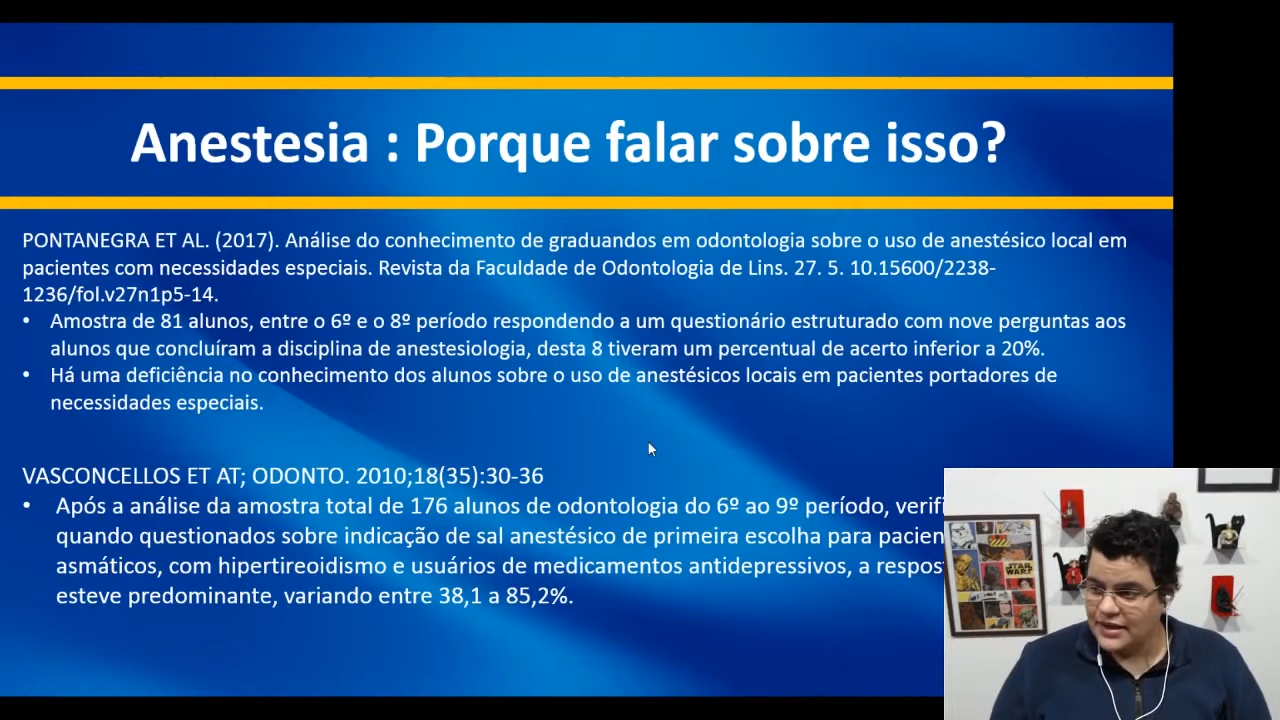 Anestesia : Porque falar sobre isso?
PONTANEGRA ET AL. (2017). Análise do conhecimento de graduandos em odontologia sobre o uso de anestésico local em
pacientes com necessidades especiais. Revista da Faculdade de Odontologia de Lins. 27. 5. 10.15600/2238-
1236/fol.v27n1p5-14.
• Amostra de 81 alunos, entre o 6º e o 8º período respondendo a um questionário estruturado com nove perguntas aos
alunos que concluíram a disciplina de anestesiologia, desta 8 tiveram um percentual de acerto inferior a 20%.
• Há uma deficiência no conhecimento dos alunos sobre o uso de anestésicos locais em pacientes portadores de
necessidades especiais.
VASCONCELLOS ET AT; ODONTO. 2010;18(35):30-36
• Após a análise da amostra total de 176 alunos de odontologia do 6º ao 9º período, verifi
quando questionados sobre indicação de sal anestésico de primeira escolha para pacien
asmáticos, com hipertireoidismo e usuários de medicamentos antidepressivos, a respos
esteve predominante, variando entre 38,1 a 85,2%.
STAR
WARS